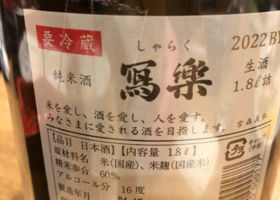 要冷蔵
しゃらく
2022BY
純米酒
寫樂
生酒
1.8ℓ詰
米を愛し、酒を愛し、人を愛す。
みなさまに愛される酒を目指します。
【品目 日本酒】【内容量 1.8ℓ】
原材料名 米(国産)、米麹(国産米)
精米歩合 60%
アルコール分 16度
製造年月